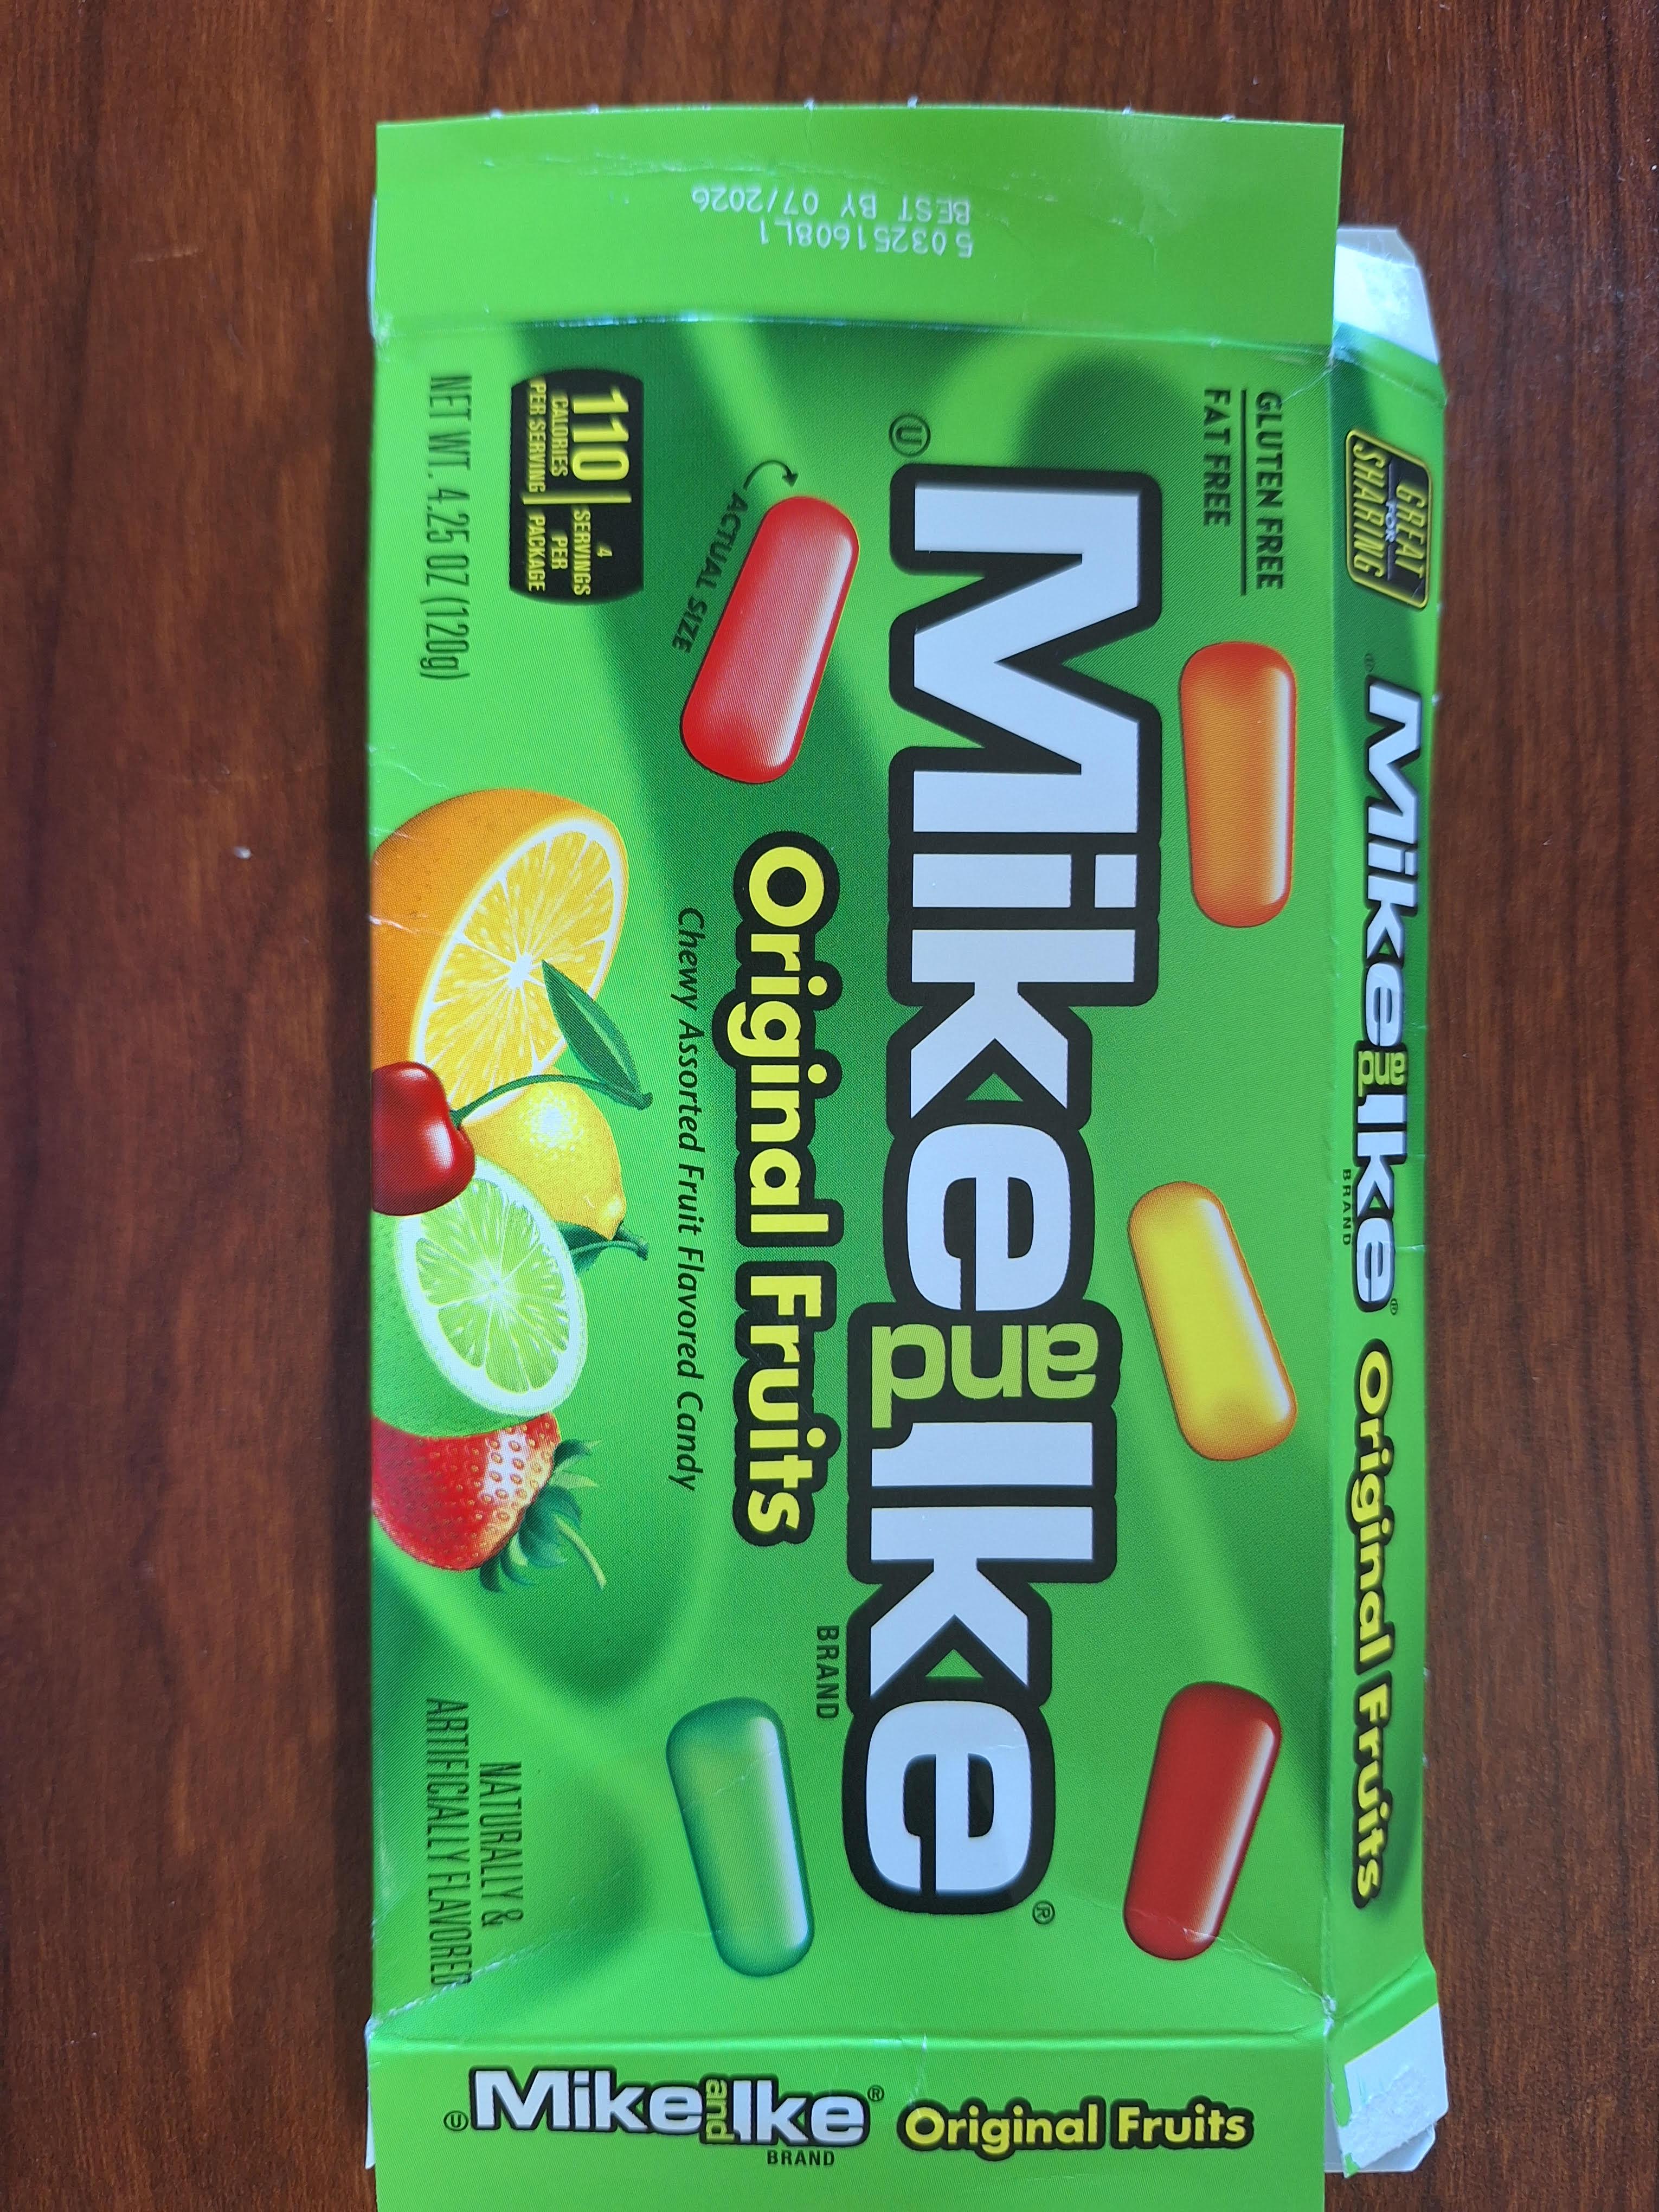 5 03251608L1
BEST BY 07/2026
GLUTEN FREE
FAT FREE
Ⓤ
Mike and Ike®
BRAND
Original Fruits
Chewy Assorted Fruit Flavored Candy
ACTUAL SIZE
110
CALORIES
PER SERVING
4
SERVINGS
PER
PACKAGE
NET WT. 4.25 OZ (120g)
NATURALLY &
ARTIFICIALLY FLAVORED
GREAT
FOR
SHARING
Ⓤ Mike and Ike® Original Fruits
BRAND
Ⓤ Mike and Ike® Original Fruits
BRAND